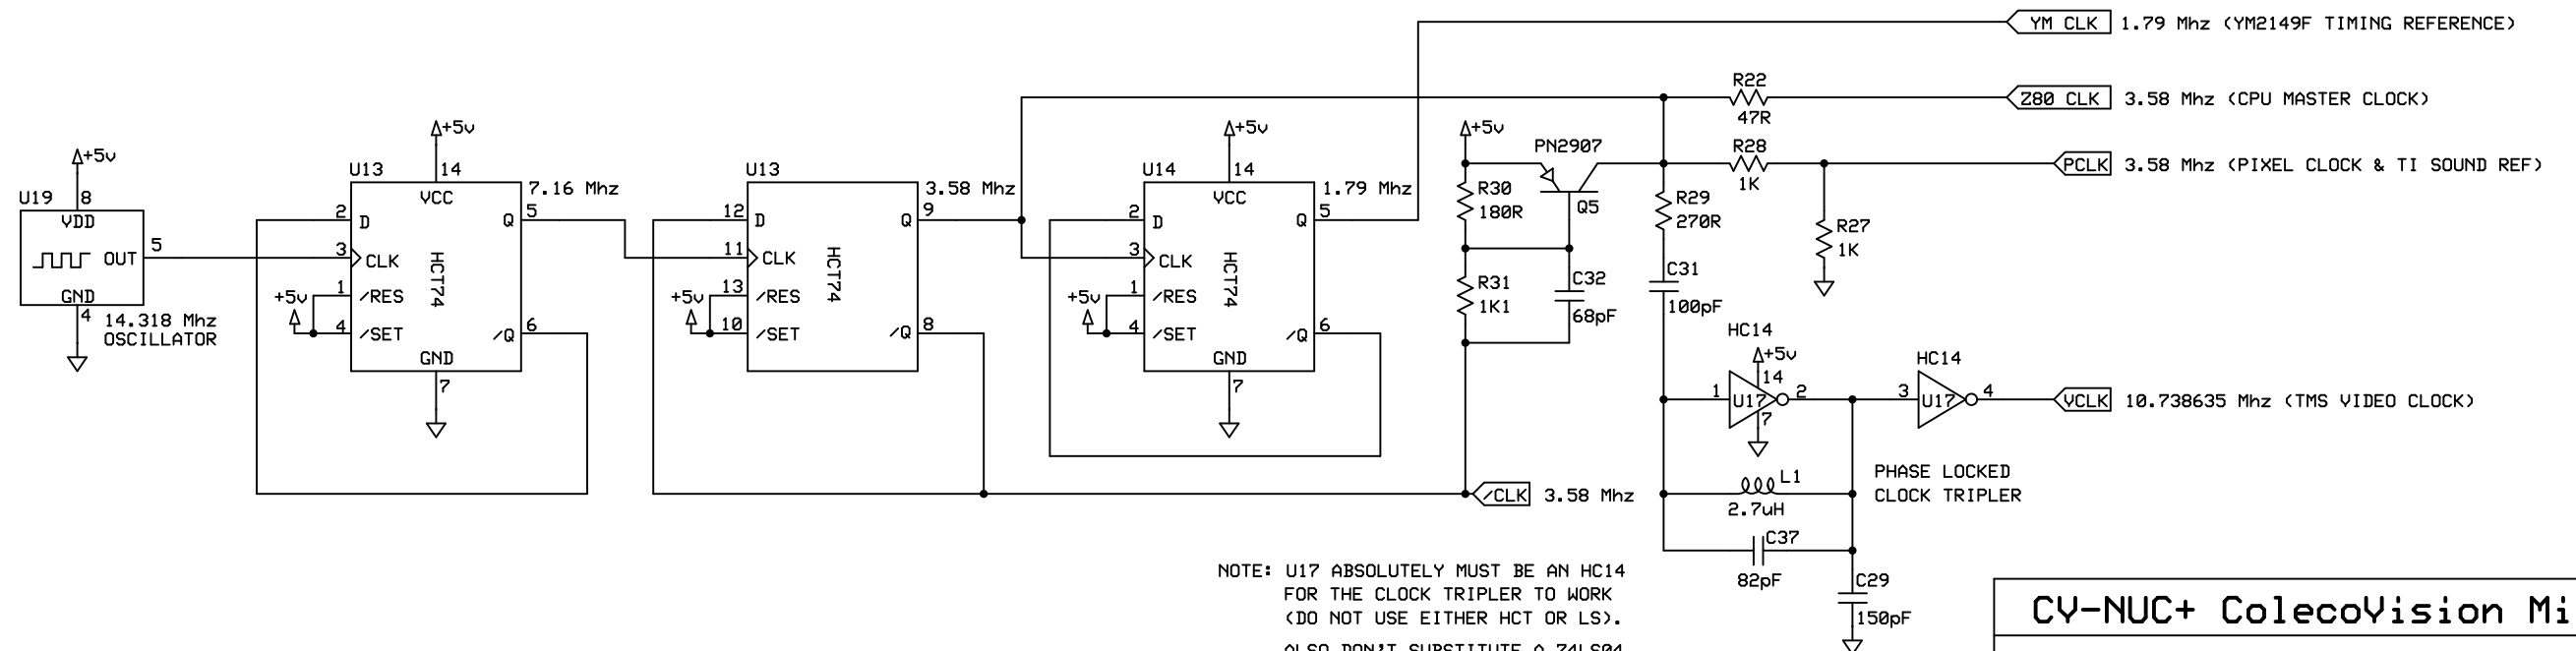 YM CLK 1.79 Mhz (YM2149F TIMING REFERENCE)
R22
47R
Z80 CLK 3.58 Mhz (CPU MASTER CLOCK)
+5v
U19
8
VDD
OUT
5
GND
4
14.318 Mhz
OSCILLATOR
+5v
U13
14
VCC
7.16 Mhz
2
D
Q
5
3
CLK
HCT74
+5v
1
/RES
4
/SET
/Q
6
GND
7
U13
3.58 Mhz
12
D
Q
9
11
CLK
HCT74
+5v
13
/RES
10
/SET
/Q
8
+5v
U14
14
VCC
1.79 Mhz
2
D
Q
5
3
CLK
HCT74
+5v
1
/RES
4
/SET
/Q
6
GND
7
+5v
PN2907
Q5
R30
180R
R31
1K1
C32
68pF
/CLK 3.58 Mhz
R28
1K
PCLK 3.58 Mhz (PIXEL CLOCK & TI SOUND REF)
R29
270R
R27
1K
C31
100pF
HC14
+5v
14
1
U17
2
7
HC14
3
U17
4
VCLK 10.738635 Mhz (TMS VIDEO CLOCK)
L1
2.7uH
PHASE LOCKED
CLOCK TRIPLER
C37
82pF
C29
150pF
NOTE: U17 ABSOLUTELY MUST BE AN HC14
FOR THE CLOCK TRIPLER TO WORK
(DO NOT USE EITHER HCT OR LS).
ALSO DON'T SUBSTITUTE A 74LS04
CV-NUC+ ColecoVision Mi